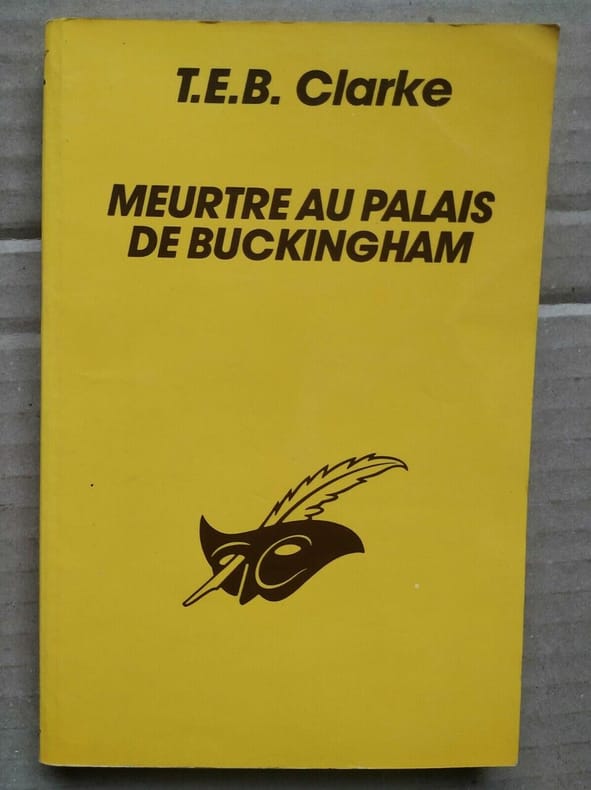 T.E.B. Clarke
MEURTRE AU PALAIS
DE BUCKINGHAM